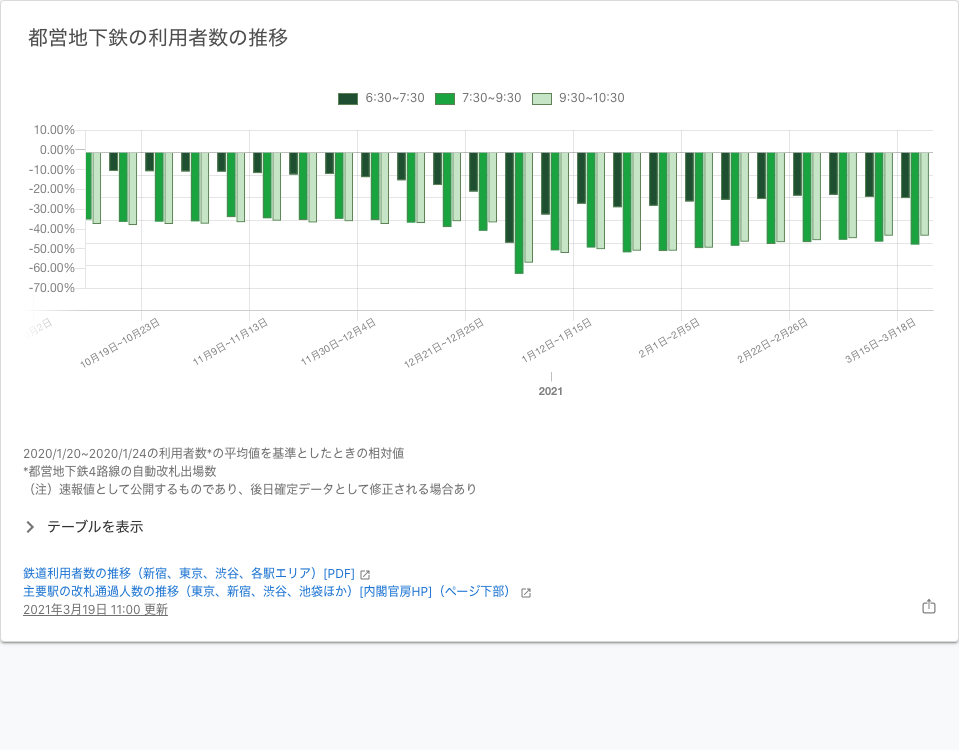 都営地下鉄の利用者数の推移
6:30~7:30 7:30~9:30 9:30~10:30
10.00%
0.00%
-10.00%
-20.00%
-30.00%
-40.00%
-50.00%
-60.00%
-70.00%
10月19日~10月23日 11月9日~11月13日 11月30日~12月4日 12月21日~12月25日 1月12日~1月15日 2月1日~2月5日 2月22日~2月26日 3月15日~3月18日
2021
2020/1/20~2020/1/24の利用者数*の平均値を基準としたときの相対値
*都営地下鉄4路線の自動改札出場数
（注）速報値として公開するものであり、後日確定データとして修正される場合あり
テーブルを表示
鉄道利用者数の推移（新宿、東京、渋谷、各駅エリア）[PDF]
主要駅の改札通過人数の推移（東京、新宿、渋谷、池袋ほか）[内閣官房HP]（ページ下部）
2021年3月19日 11:00 更新